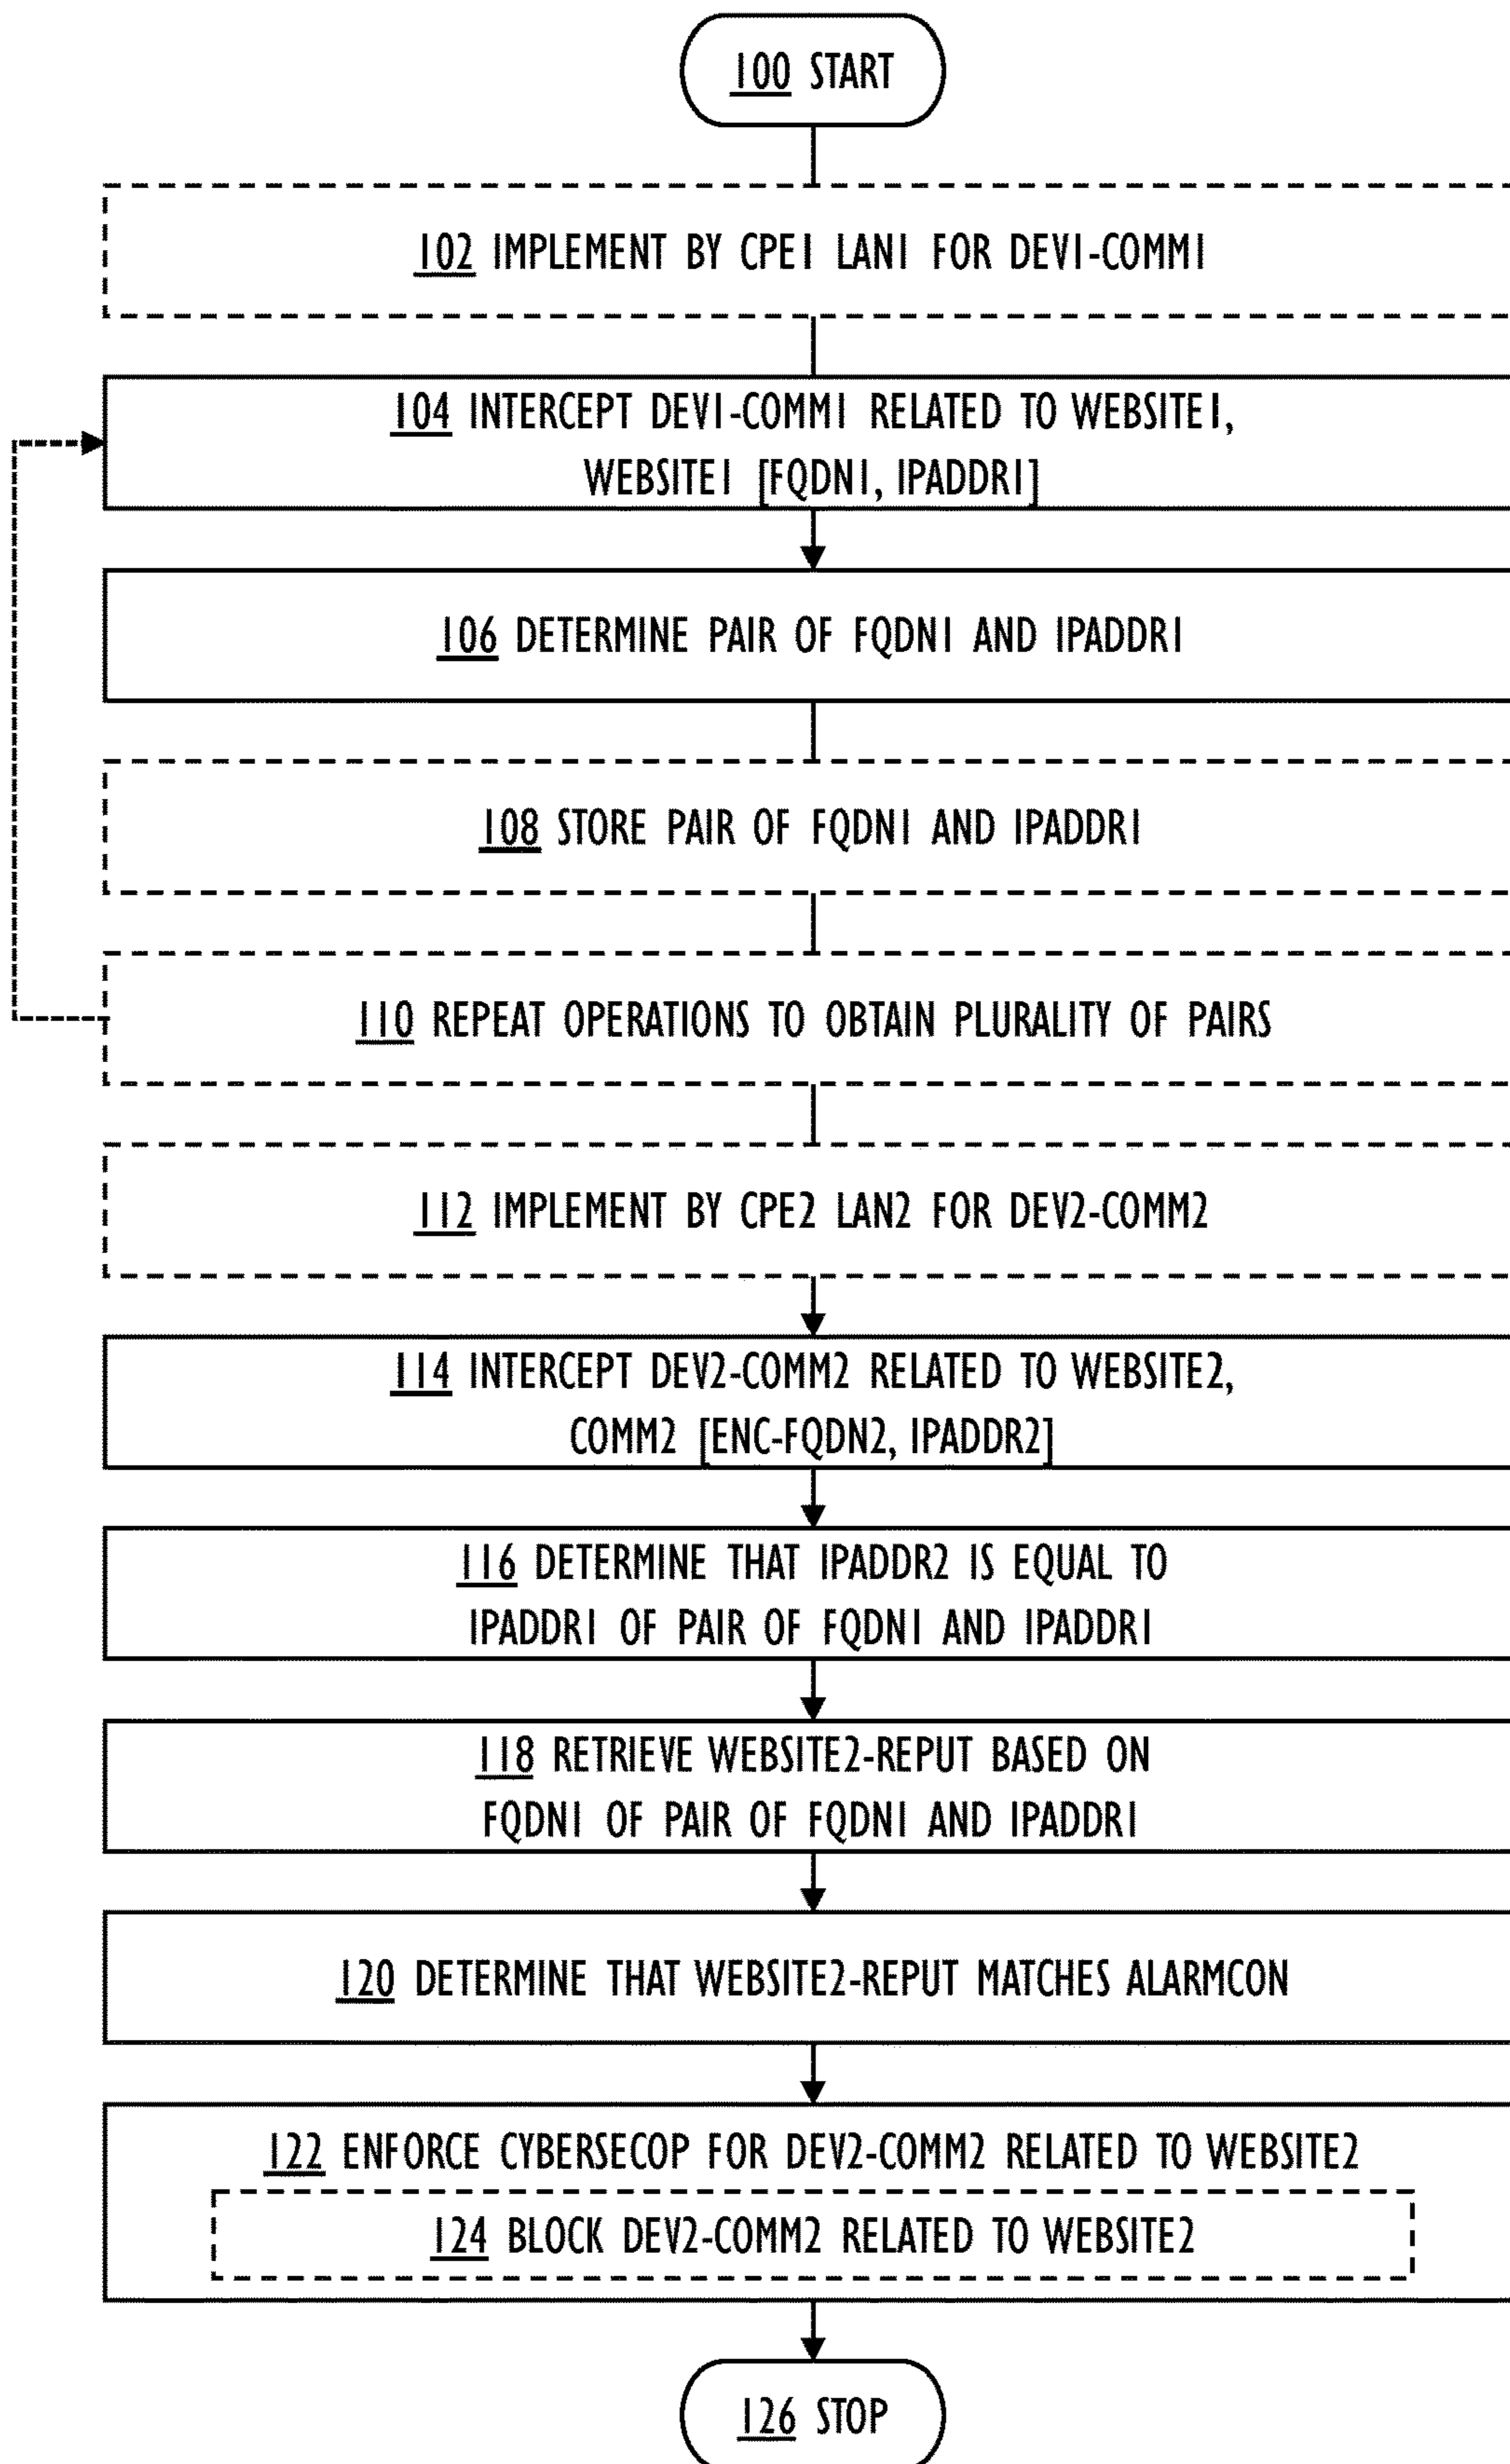 100 START
102 IMPLEMENT BY CPE1 LAN1 FOR DEV1-COMM1
104 INTERCEPT DEV1-COMM1 RELATED TO WEBSITE1,
WEBSITE1 [FQDN1, IPADDR1]
106 DETERMINE PAIR OF FQDN1 AND IPADDR1
108 STORE PAIR OF FQDN1 AND IPADDR1
110 REPEAT OPERATIONS TO OBTAIN PLURALITY OF PAIRS
112 IMPLEMENT BY CPE2 LAN2 FOR DEV2-COMM2
114 INTERCEPT DEV2-COMM2 RELATED TO WEBSITE2,
COMM2 [ENC-FQDN2, IPADDR2]
116 DETERMINE THAT IPADDR2 IS EQUAL TO
IPADDR1 OF PAIR OF FQDN1 AND IPADDR1
118 RETRIEVE WEBSITE2-REPUT BASED ON
FQDN1 OF PAIR OF FQDN1 AND IPADDR1
120 DETERMINE THAT WEBSITE2-REPUT MATCHES ALARMCON
122 ENFORCE CYBERSECOP FOR DEV2-COMM2 RELATED TO WEBSITE2
124 BLOCK DEV2-COMM2 RELATED TO WEBSITE2
126 STOP